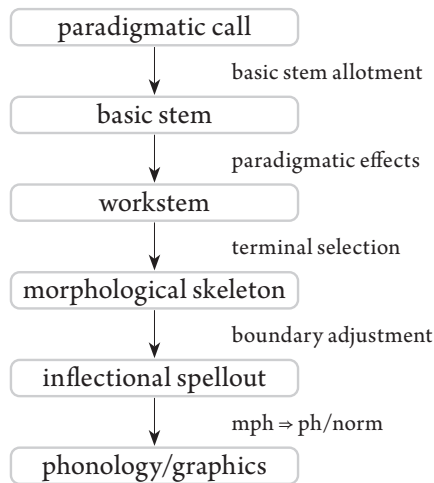 paradigmatic call
basic stem allotment
basic stem
paradigmatic effects
workstem
terminal selection
morphological skeleton
boundary adjustment
inflectional spellout
mph ⇒ ph/norm
phonology/graphics